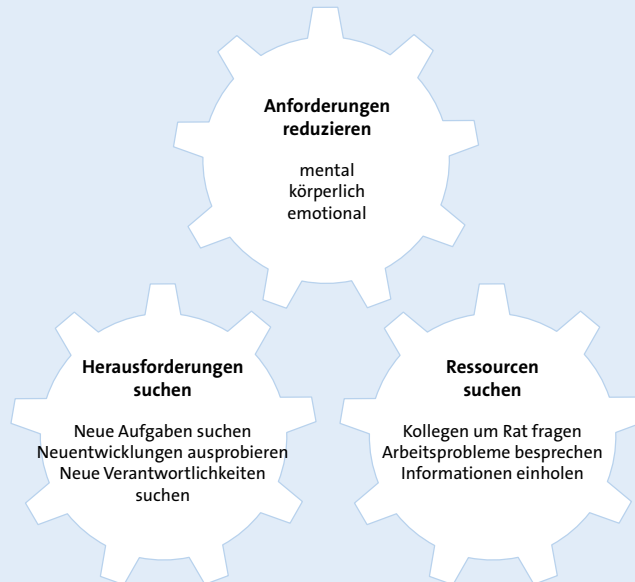 Anforderungen
reduzieren
mental
körperlich
emotional
Herausforderungen
suchen
Neue Aufgaben suchen
Neuentwicklungen ausprobieren
Neue Verantwortlichkeiten
suchen
Ressourcen
suchen
Kollegen um Rat fragen
Arbeitsprobleme besprechen
Informationen einholen